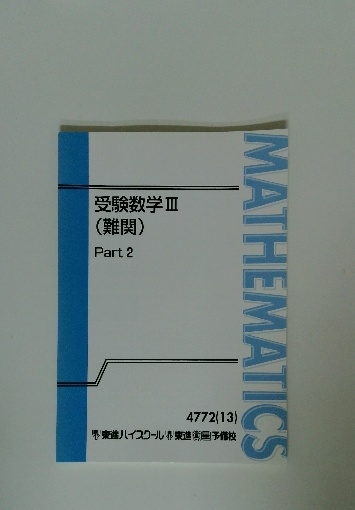 受験数学Ⅲ
（難関）
Part 2
MATHEMATICS
4772(13)
東進ハイスクール 東進衛星予備校